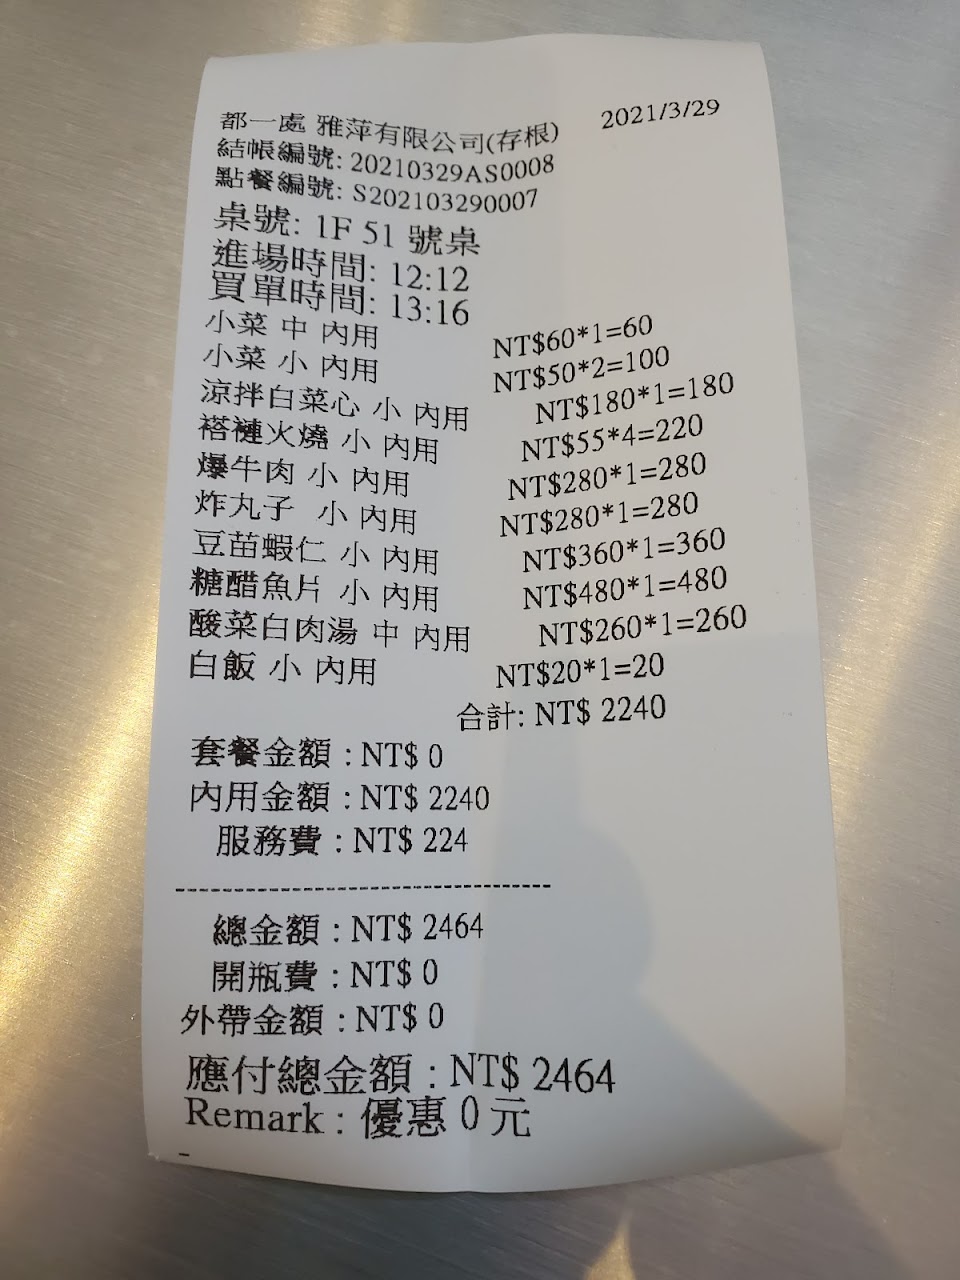 都一處 雅萍有限公司(存根) 2021/3/29
結帳編號: 20210329AS0008
點餐編號: S202103290007
桌號: 1F 51 號桌
進場時間: 12:12
買單時間: 13:16
小菜 中 內用 NT$60*1=60
小菜 小 內用 NT$50*2=100
涼拌白菜心 小 內用 NT$180*1=180
褡褳火燒 小 內用 NT$55*4=220
爆牛肉 小 內用 NT$280*1=280
炸丸子 小 內用 NT$280*1=280
豆苗蝦仁 小 內用 NT$360*1=360
糖醋魚片 小 內用 NT$480*1=480
酸菜白肉湯 中 內用 NT$260*1=260
白飯 小 內用 NT$20*1=20
合計: NT$ 2240
套餐金額 : NT$ 0
內用金額 : NT$ 2240
服務費 : NT$ 224
-----------------------------------
總金額 : NT$ 2464
開瓶費 : NT$ 0
外帶金額 : NT$ 0
應付總金額 : NT$ 2464
Remark : 優惠 0 元
-